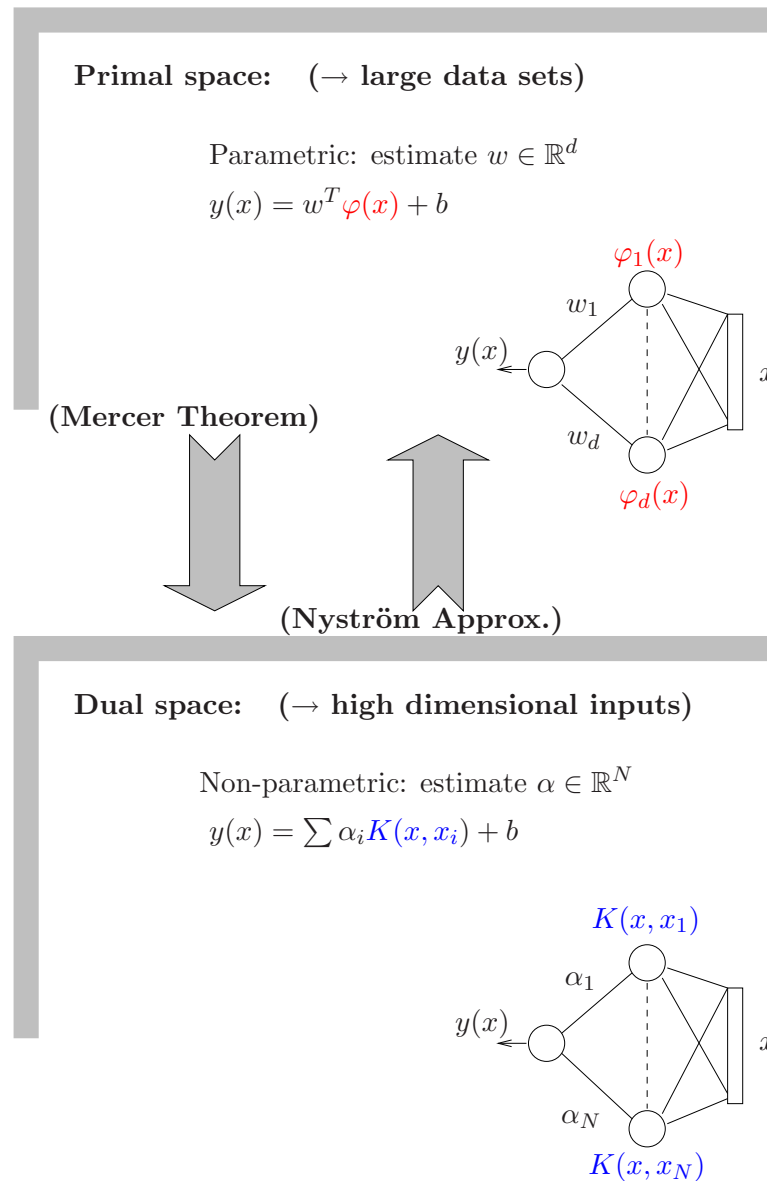 Primal space: (→ large data sets)
Parametric: estimate w ∈ ℝ^d
y(x) = w^T φ(x) + b
φ_1(x)
w_1
y(x)
x
w_d
φ_d(x)
(Mercer Theorem)
(Nyström Approx.)
Dual space: (→ high dimensional inputs)
Non-parametric: estimate α ∈ ℝ^N
y(x) = ∑ α_i K(x, x_i) + b
K(x, x_1)
α_1
y(x)
x
α_N
K(x, x_N)